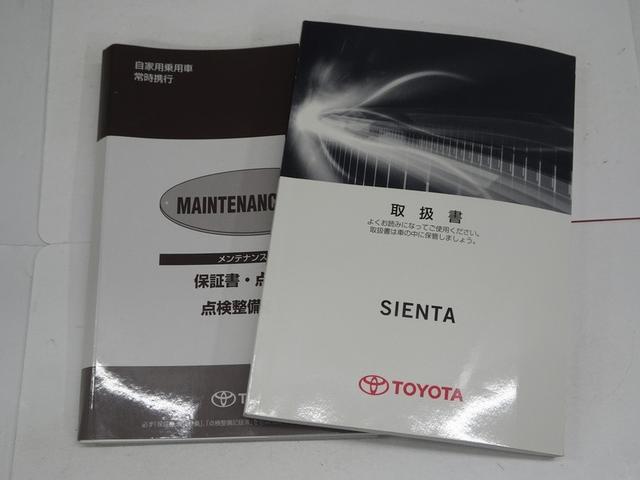 自家用乗用車
常時携行
MAINTENANC
メンテナンス
保証書・点
点検整備
取扱書
よくお読みになってご使用ください。
取扱書は車の中に保管しましょう。
SIENTA
TOYOTA